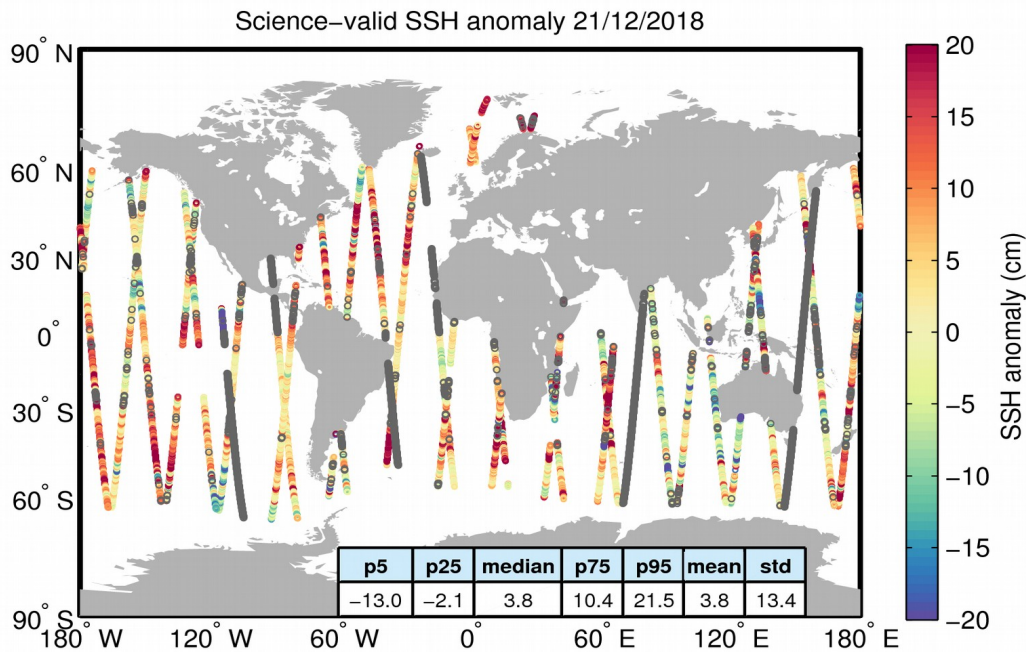 Science−valid SSH anomaly 21/12/2018
90° N
60° N
30° N
0°
30° S
60° S
90° S
180° W
120° W
60° W
0°
60° E
120° E
180° E
20
15
10
5
0
−5
−10
−15
−20
SSH anomaly (cm)
p5 p25 median p75 p95 mean std
−13.0 −2.1 3.8 10.4 21.5 3.8 13.4